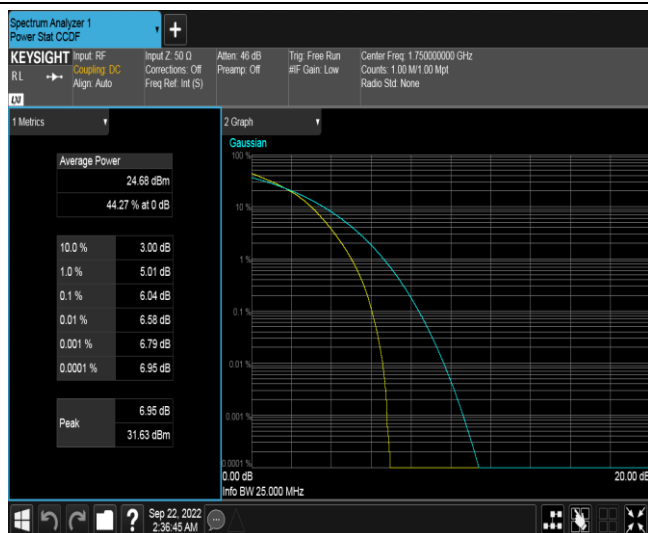 Spectrum Analyzer 1
Power Stat CCDF
+
KEYSIGHT
RL
LXI
Input: RF
Coupling: DC
Align: Auto
Input Z: 50 Ω
Corrections: Off
Freq Ref: Int (S)
Atten: 46 dB
Preamp: Off
Trig: Free Run
#IF Gain: Low
Center Freq: 1.750000000 GHz
Counts: 1.00 M/1.00 Mpt
Radio Std: None
1 Metrics
Average Power
24.68 dBm
44.27 % at 0 dB
10.0 % 3.00 dB
1.0 % 5.01 dB
0.1 % 6.04 dB
0.01 % 6.58 dB
0.001 % 6.79 dB
0.0001 % 6.95 dB
Peak
6.95 dB
31.63 dBm
2 Graph
Gaussian
100 %
10 %
1 %
0.1 %
0.01 %
0.001 %
0.0001 %
0.00 dB
20.00 dB
Info BW 25.000 MHz
?
Sep 22, 2022
2:36:45 AM